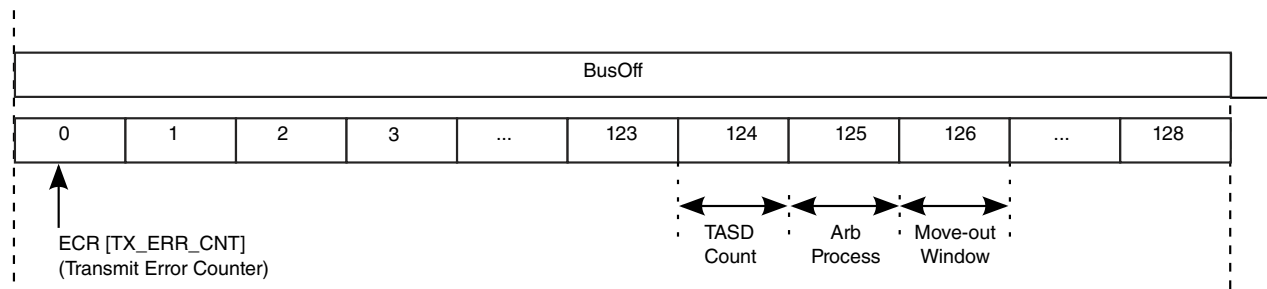 BusOff
0 1 2 3 ... 123 124 125 126 ... 128
ECR [TX_ERR_CNT]
(Transmit Error Counter)
TASD
Count
Arb
Process
Move-out
Window